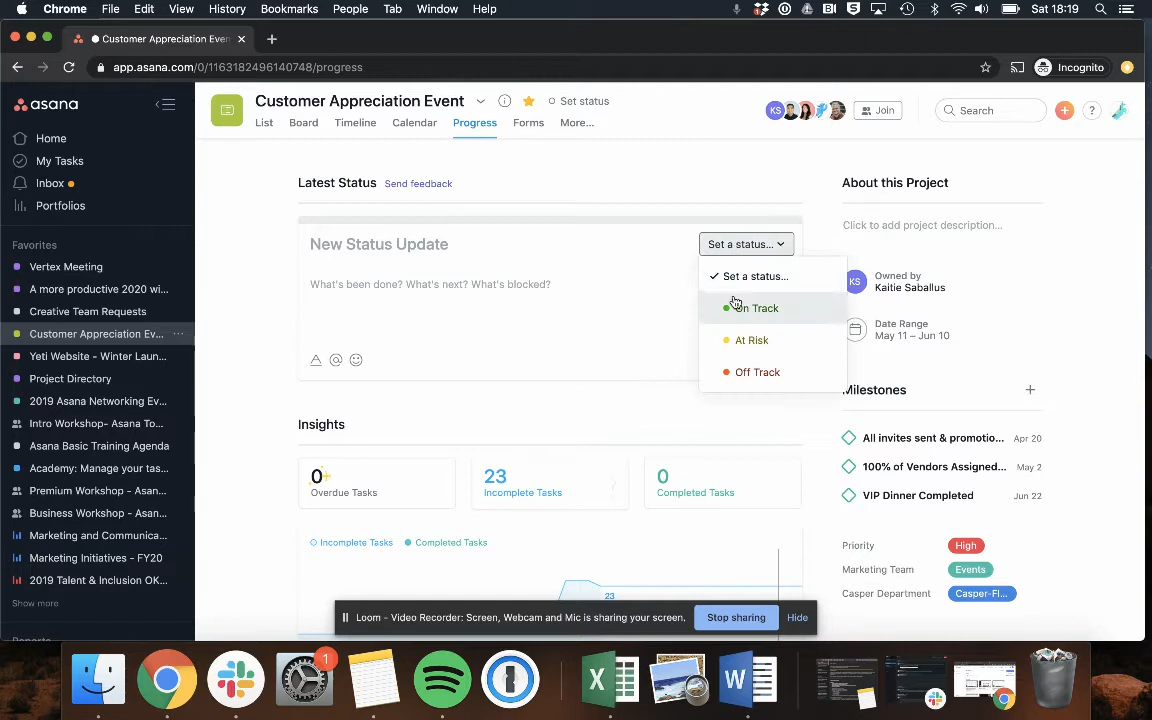 Chrome File Edit View History Bookmarks People Tab Window Help Sat 18:19
Customer Appreciation Even
app.asana.com/0/1163182496140748/progress
Incognito
asana
Home
My Tasks
Inbox
Portfolios
Favorites
Vertex Meeting
A more productive 2020 wi...
Creative Team Requests
Customer Appreciation Ev...
Yeti Website - Winter Laun...
Project Directory
2019 Asana Networking Ev...
Intro Workshop- Asana To...
Asana Basic Training Agenda
Academy: Manage your tas...
Premium Workshop - Asan...
Business Workshop - Asan...
Marketing and Communica...
Marketing Initiatives - FY20
2019 Talent & Inclusion OK...
Show more
Customer Appreciation Event
Set status
List Board Timeline Calendar Progress Forms More...
KS
Join
Search
?
Latest Status Send feedback
New Status Update
What's been done? What's next? What's blocked?
Set a status...
Set a status...
On Track
At Risk
Off Track
Insights
0
Overdue Tasks
23
Incomplete Tasks
0
Completed Tasks
Incomplete Tasks Completed Tasks
23
About this Project
Click to add project description...
KS
Owned by
Kaitie Saballus
Date Range
May 11 – Jun 10
Milestones
All invites sent & promotio... Apr 20
100% of Vendors Assigned... May 2
VIP Dinner Completed Jun 22
Priority High
Marketing Team Events
Casper Department Casper-Fl...
Loom – Video Recorder: Screen, Webcam and Mic is sharing your screen. Stop sharing Hide
1